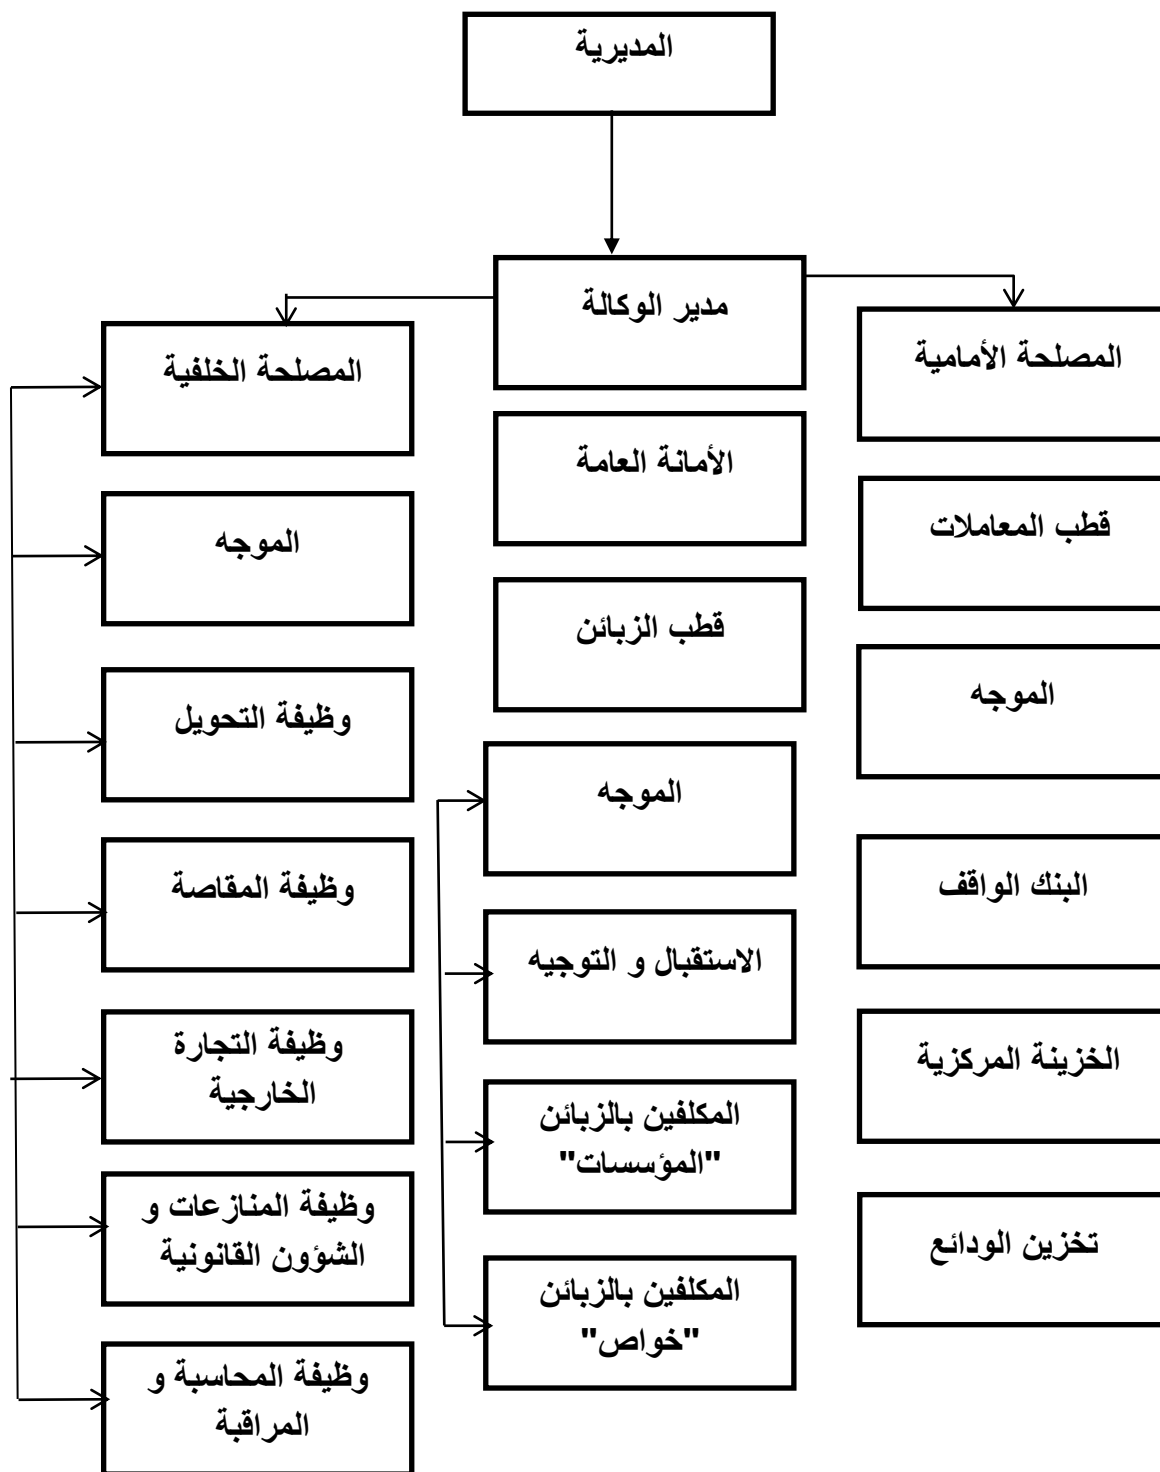 المديرية
مدير الوكالة
المصلحة الأمامية
قطب المعاملات
الموجه
البنك الواقف
الخزينة المركزية
تخزين الودائع
الأمانة العامة
قطب الزبائن
الموجه
الاستقبال و التوجيه
المكلفين بالزبائن
"المؤسسات"
المكلفين بالزبائن
"خواص"
المصلحة الخلفية
الموجه
وظيفة التحويل
وظيفة المقاصة
وظيفة التجارة
الخارجية
وظيفة المنازعات و
الشؤون القانونية
وظيفة المحاسبة و
المراقبة